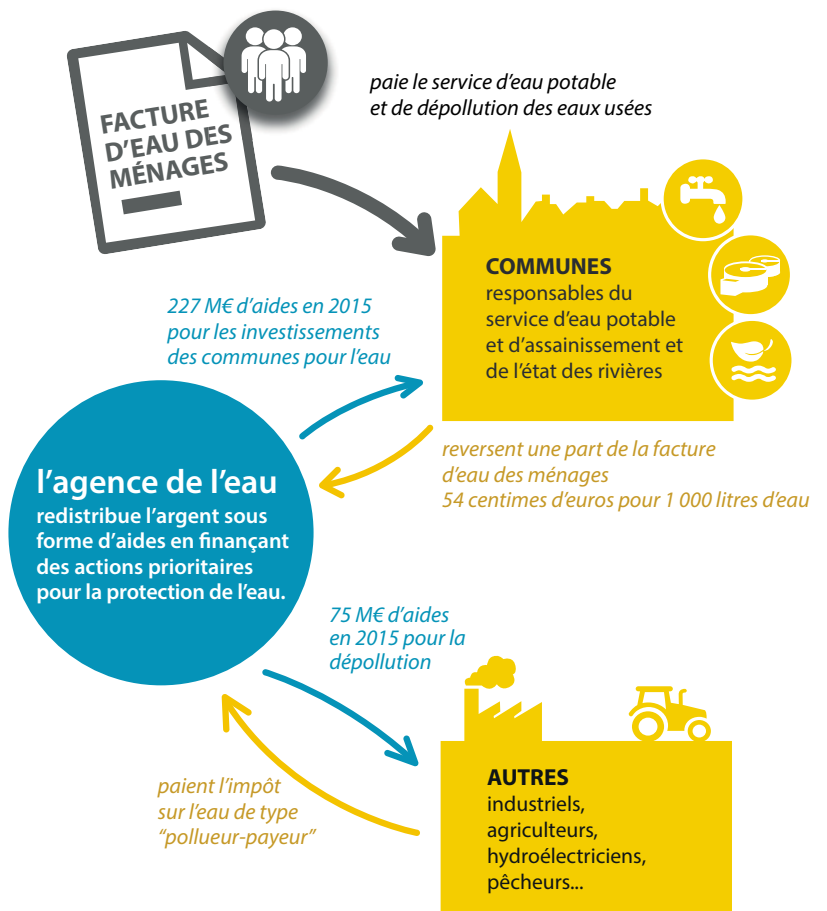 FACTURE
D'EAU DES
MÉNAGES
paie le service d'eau potable
et de dépollution des eaux usées
COMMUNES
responsables du
service d'eau potable
et d'assainissement et
de l'état des rivières
227 M€ d'aides en 2015
pour les investissements
des communes pour l'eau
reversent une part de la facture
d'eau des ménages
54 centimes d'euros pour 1 000 litres d'eau
l'agence de l'eau
redistribue l'argent sous
forme d'aides en finançant
des actions prioritaires
pour la protection de l'eau.
75 M€ d'aides
en 2015 pour la
dépollution
paient l'impôt
sur l'eau de type
“pollueur-payeur”
AUTRES
industriels,
agriculteurs,
hydroélectriciens,
pêcheurs...